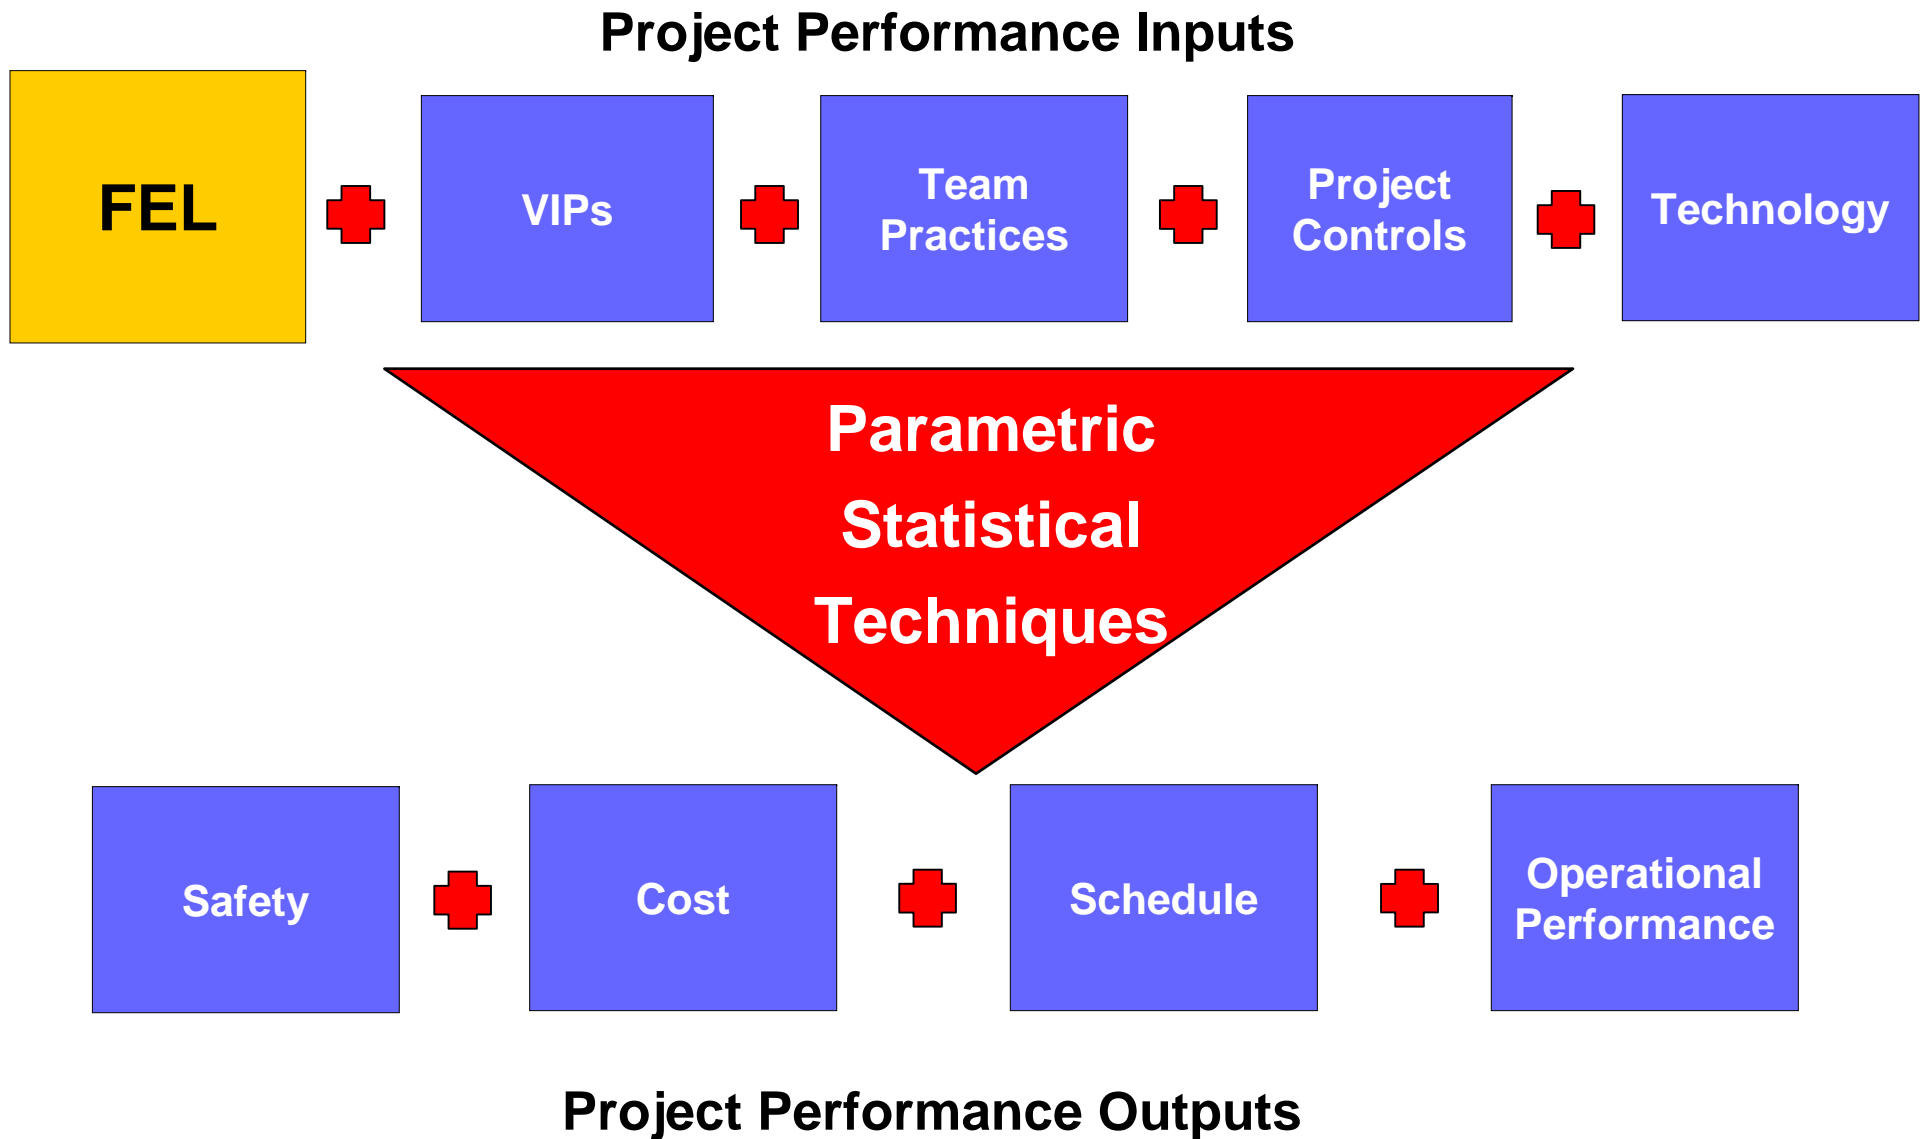 Project Performance Inputs
FEL
VIPs
Team
Practices
Project
Controls
Technology
Parametric
Statistical
Techniques
Safety
Cost
Schedule
Operational
Performance
Project Performance Outputs